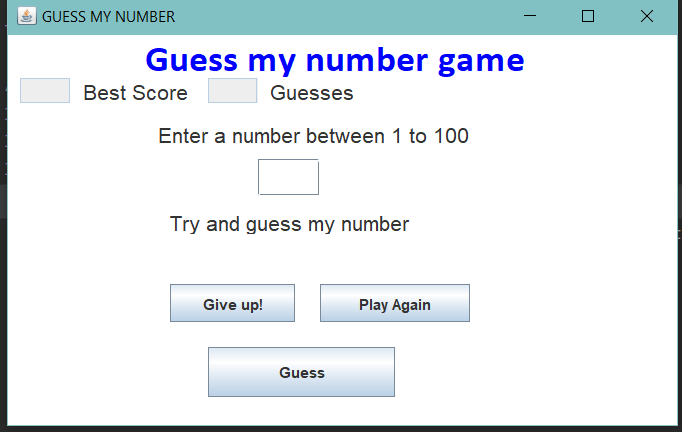 GUESS MY NUMBER
Guess my number game
Best Score Guesses
Enter a number between 1 to 100
Try and guess my number
Give up! Play Again
Guess